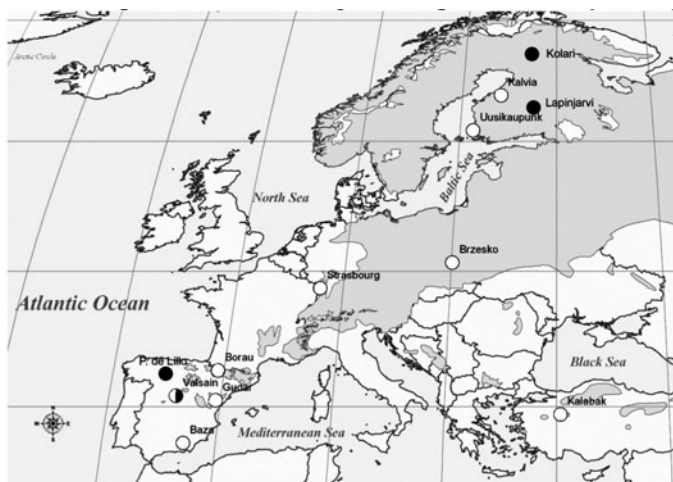 Arctic Circle
Kolari
Kalvia
Lapinjarvi
Uusikaupunk
Baltic Sea
North Sea
Brzesko
Strasbourg
Atlantic Ocean
Borau
P. de Lillo
Valsain
Gudar
Black Sea
Kalabak
Baza
Mediterranean Sea
N
W
E
S